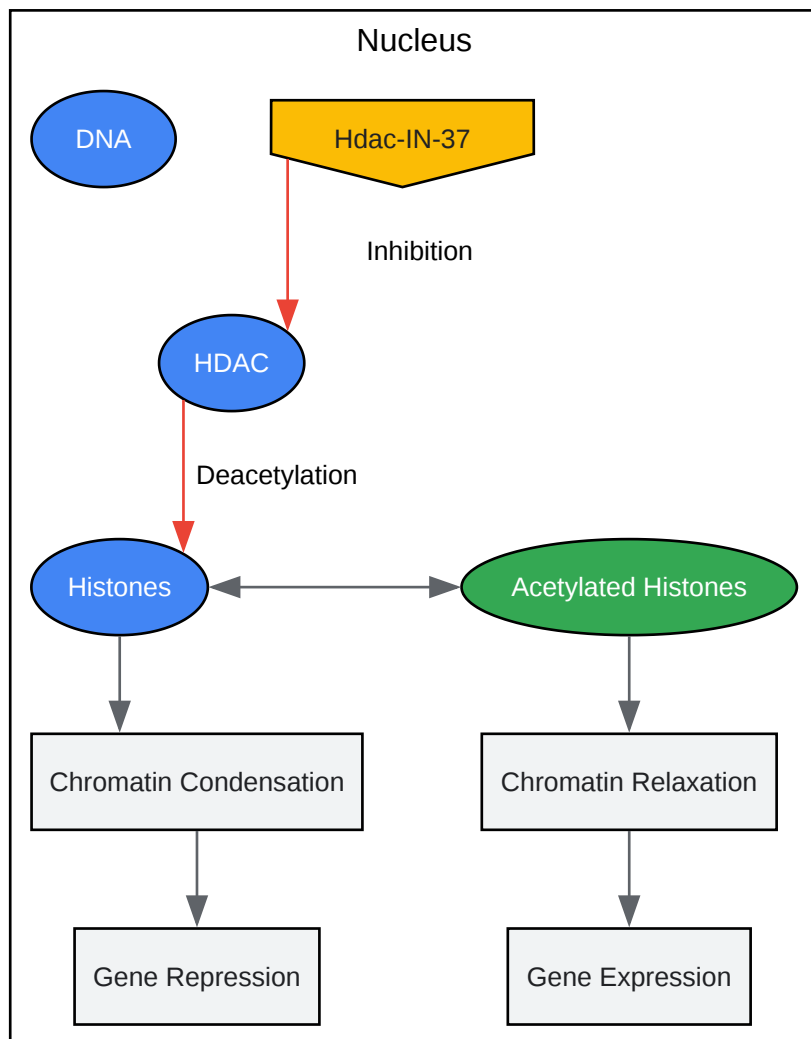 Nucleus
DNA
Hdac-IN-37
Inhibition
HDAC
Deacetylation
Histones
Acetylated Histones
Chromatin Condensation
Chromatin Relaxation
Gene Repression
Gene Expression